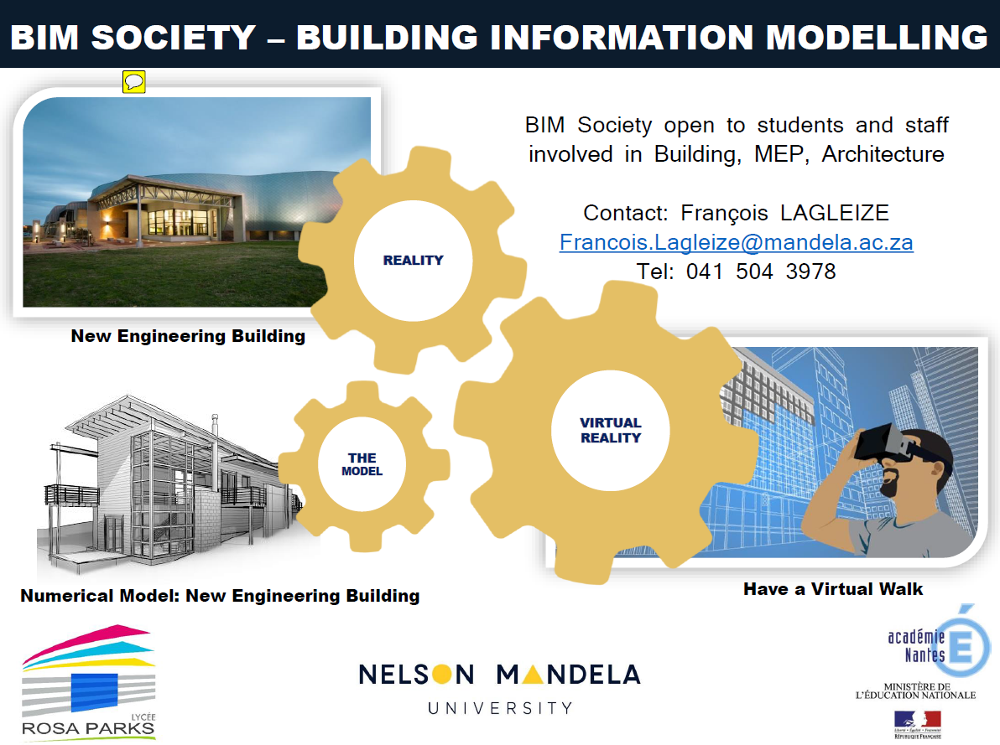 BIM SOCIETY – BUILDING INFORMATION MODELLING
BIM Society open to students and staff
involved in Building, MEP, Architecture
Contact: François LAGLEIZE
Francois.Lagleize@mandela.ac.za
Tel: 041 504 3978
REALITY
New Engineering Building
VIRTUAL
REALITY
THE
MODEL
Have a Virtual Walk
Numerical Model: New Engineering Building
LYCÉE
ROSA PARKS
NELSON MANDELA
UNIVERSITY
académie
Nantes
É
MINISTÈRE DE
L'ÉDUCATION NATIONALE
Liberté • Égalité • Fraternité
RÉPUBLIQUE FRANÇAISE